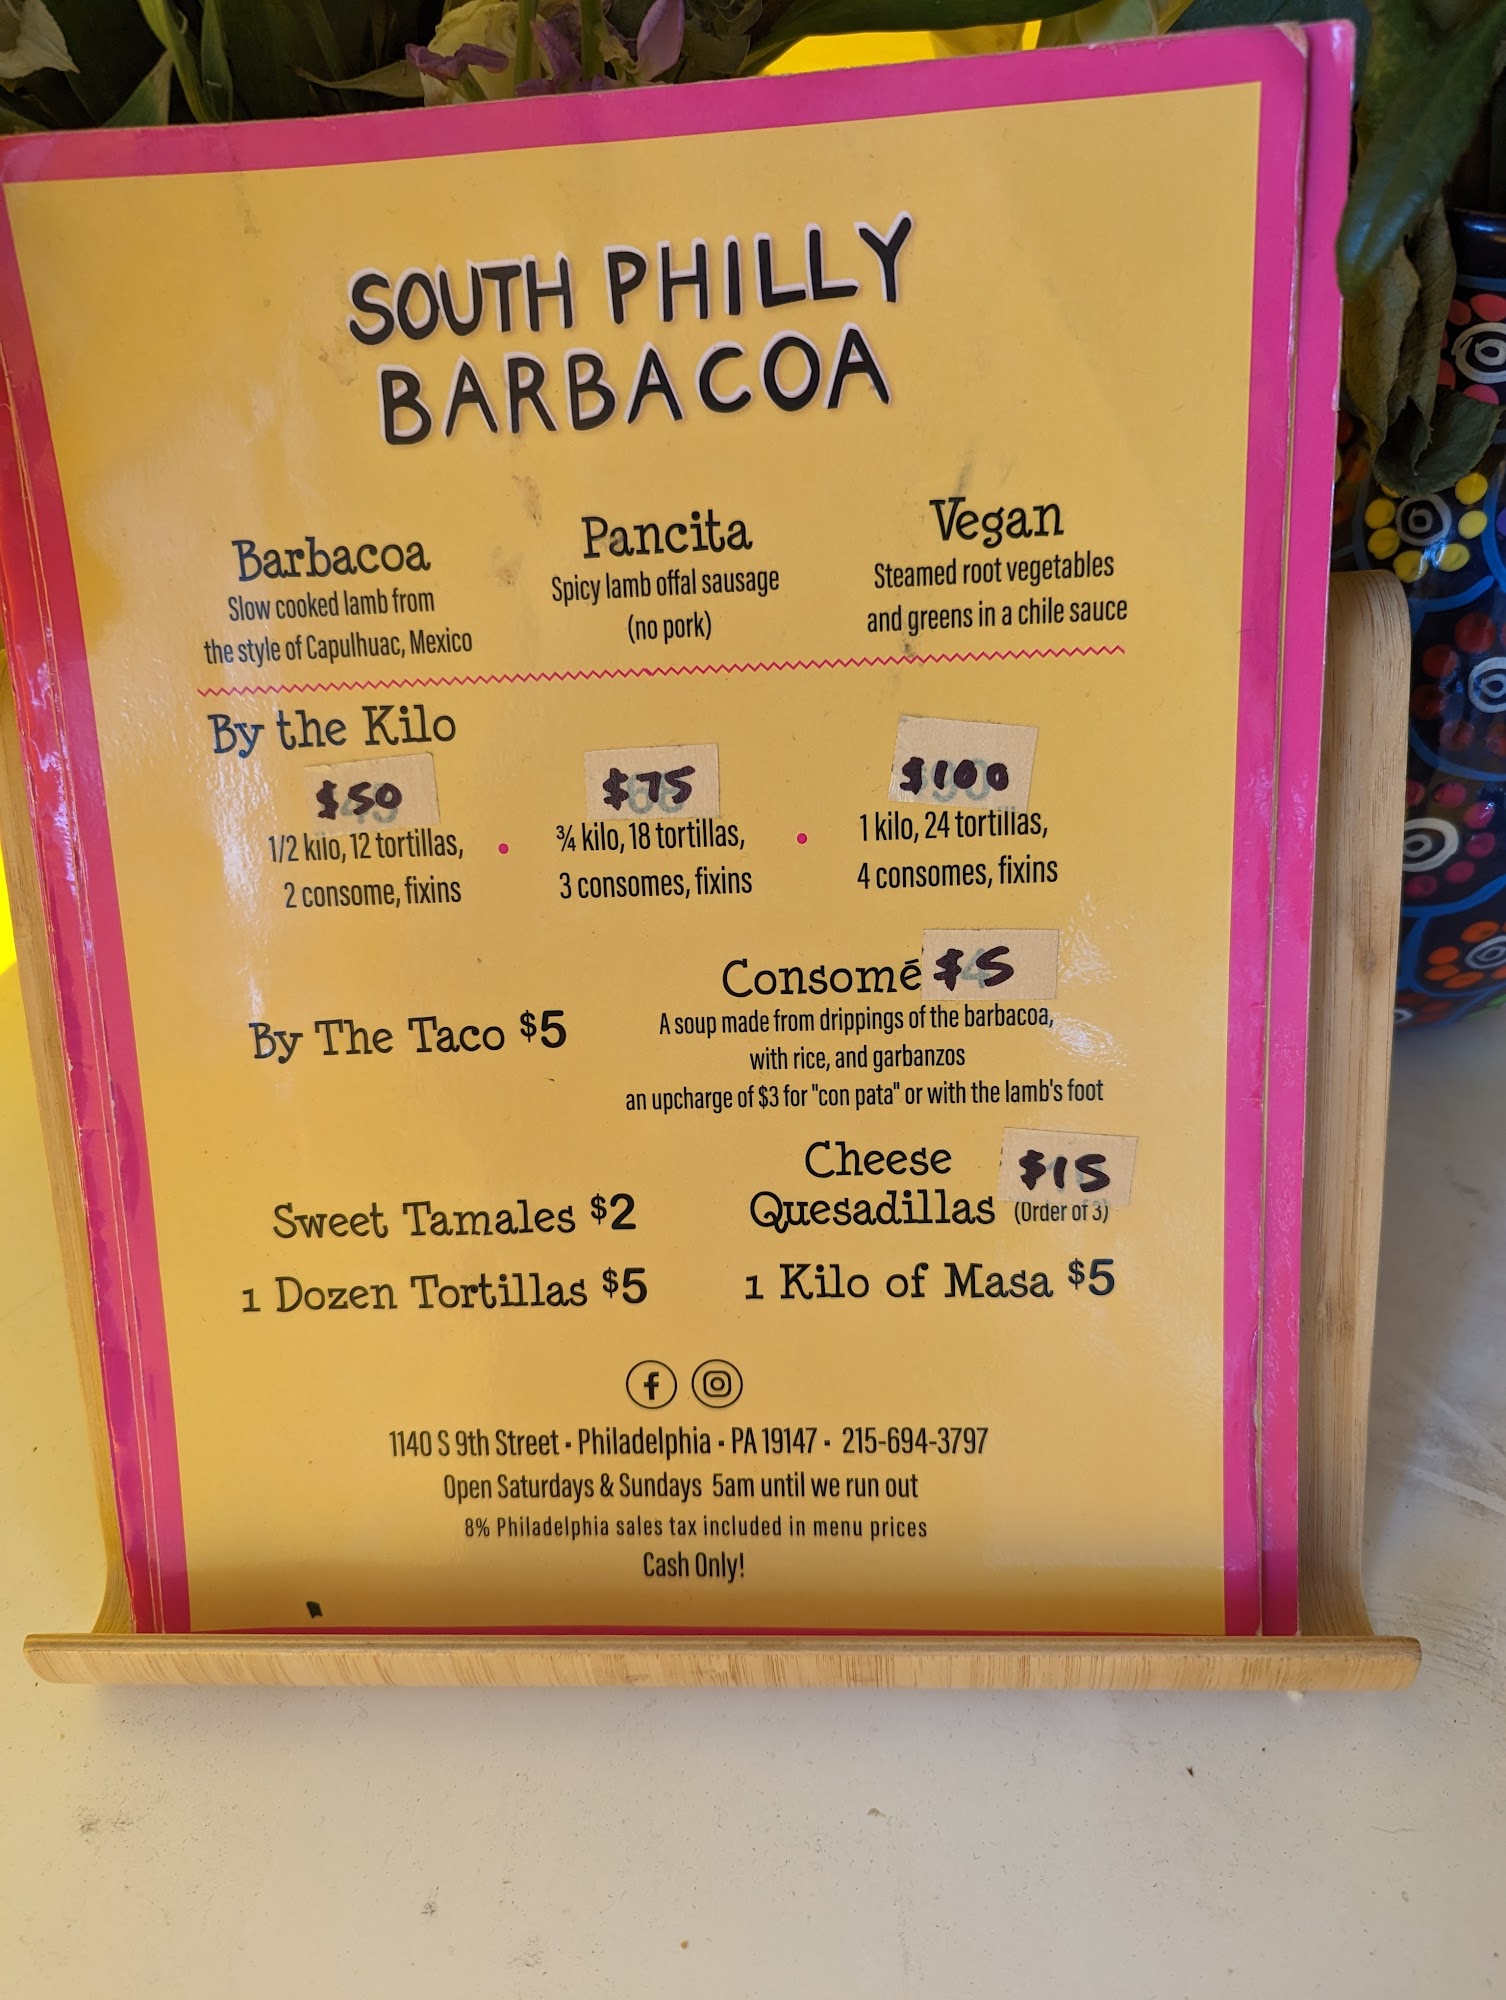 SOUTH PHILLY
BARBACOA
Barbacoa
Slow cooked lamb from
the style of Capulhuac, Mexico
Pancita
Spicy lamb offal sausage
(no pork)
Vegan
Steamed root vegetables
and greens in a chile sauce
By the Kilo
$50
1/2 kilo, 12 tortillas,
2 consome, fixins
$75
¾ kilo, 18 tortillas,
3 consomes, fixins
$100
1 kilo, 24 tortillas,
4 consomes, fixins
By The Taco $5
Consomé $5
A soup made from drippings of the barbacoa,
with rice, and garbanzos
an upcharge of $3 for "con pata" or with the lamb's foot
Sweet Tamales $2
Cheese
Quesadillas
$15
(Order of 3)
1 Dozen Tortillas $5
1 Kilo of Masa $5
1140 S 9th Street • Philadelphia • PA 19147 • 215-694-3797
Open Saturdays & Sundays 5am until we run out
8% Philadelphia sales tax included in menu prices
Cash Only!